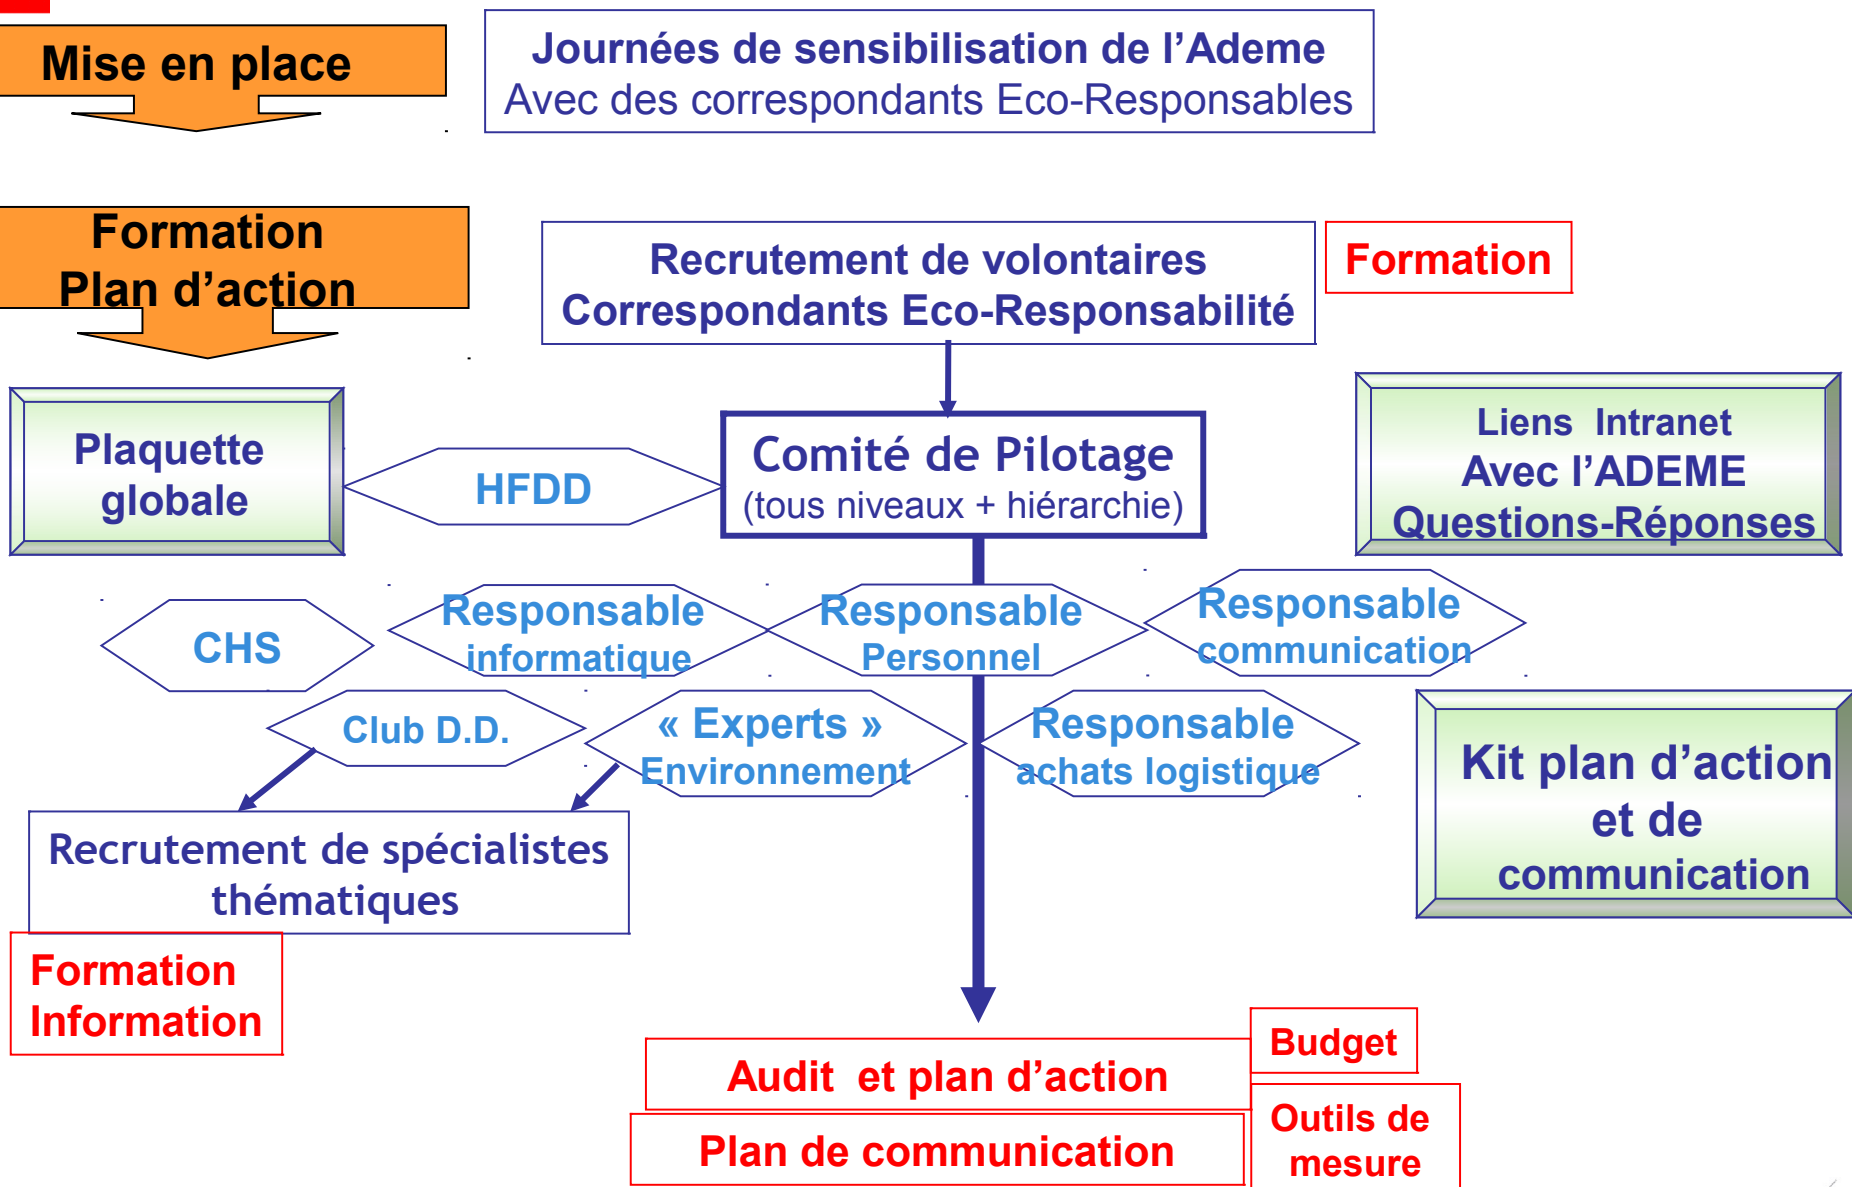 Mise en place
Journées de sensibilisation de l’Ademe
Avec des correspondants Eco-Responsables
Formation
Plan d’action
Recrutement de volontaires
Correspondants Eco-Responsabilité
Formation
Plaquette
globale
HFDD
Comité de Pilotage
(tous niveaux + hiérarchie)
Liens Intranet
Avec l’ADEME
Questions-Réponses
CHS
Responsable
informatique
Responsable
Personnel
Responsable
communication
Club D.D.
« Experts »
Environnement
Responsable
achats logistique
Kit plan d’action
et de
communication
Recrutement de spécialistes
thématiques
Formation
Information
Audit et plan d’action
Budget
Plan de communication
Outils de
mesure